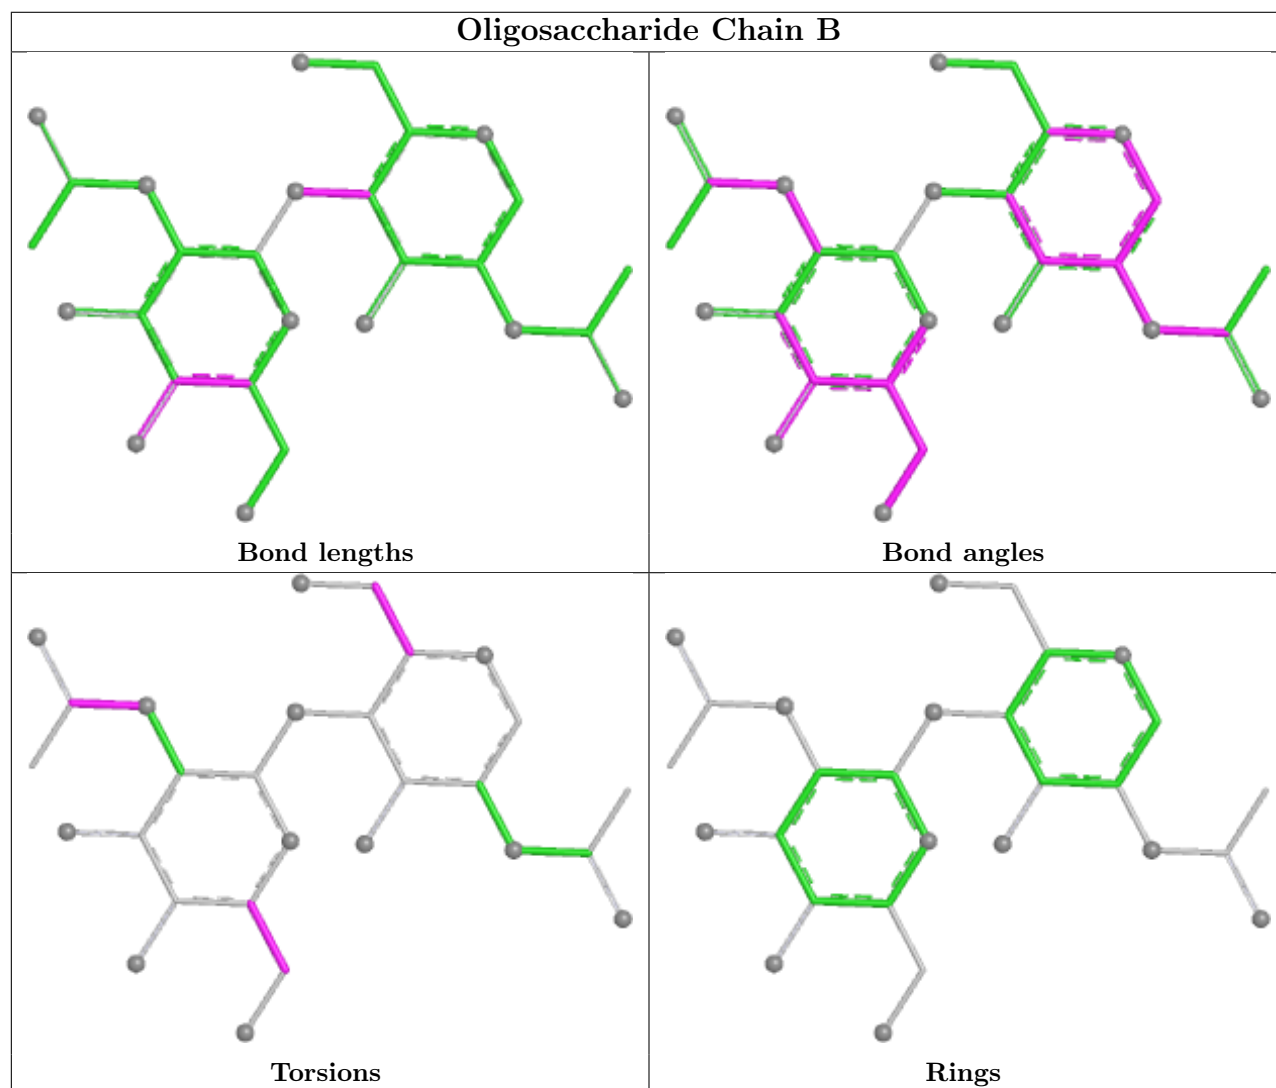 Oligosaccharide Chain B
Bond lengths
Bond angles
Torsions
Rings